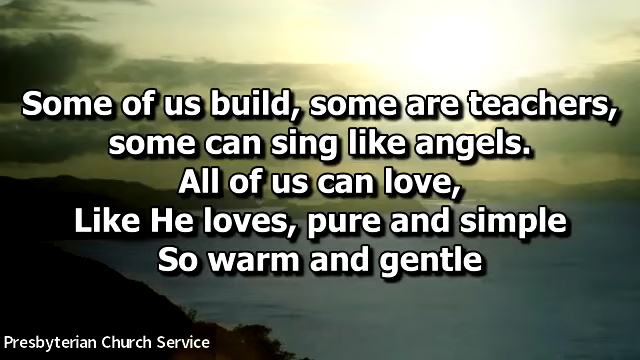 Some of us build, some are teachers,
some can sing like angels.
All of us can love,
Like He loves, pure and simple
So warm and gentle
Presbyterian Church Service